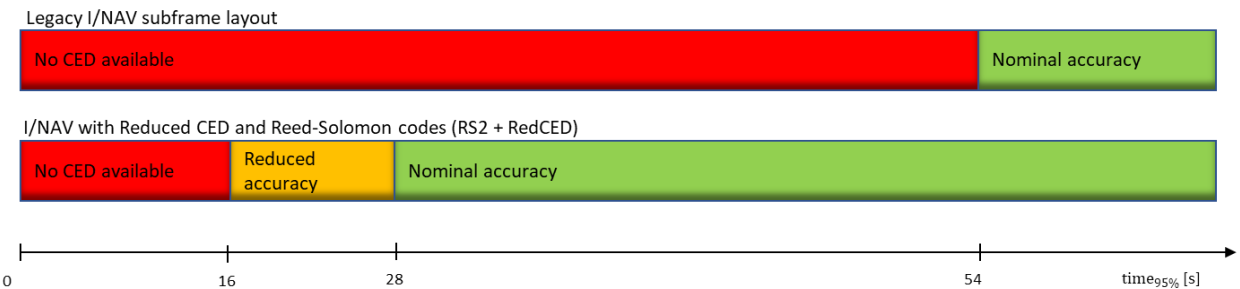 Legacy I/NAV subframe layout
No CED available
Nominal accuracy
I/NAV with Reduced CED and Reed-Solomon codes (RS2 + RedCED)
No CED available
Reduced
accuracy
Nominal accuracy
0
16
28
54
time95% [s]